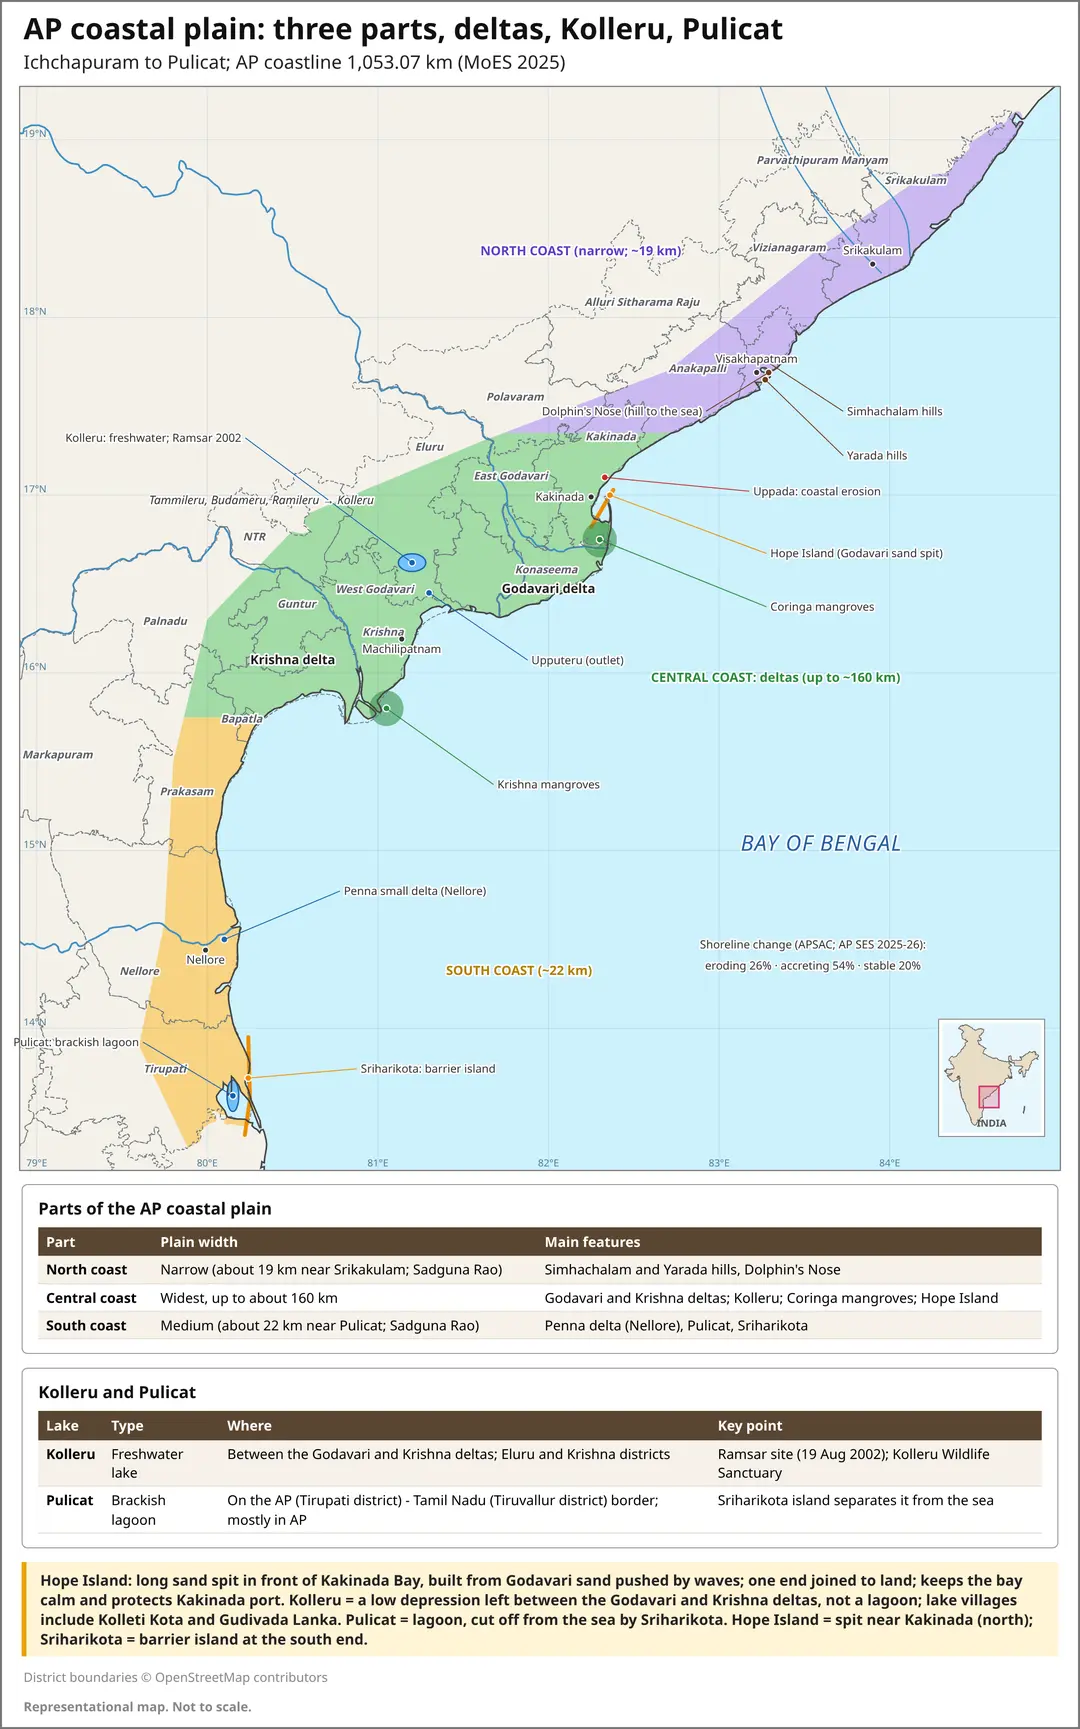 AP coastal plain: three parts, deltas, Kolleru, Pulicat
Ichchapuram to Pulicat; AP coastline 1,053.07 km (MoES 2025)
19°N
Parvathipuram Manyam
Srikakulam
NORTH COAST (narrow; ~19 km)
Vizianagaram
Srikakulam
Alluri Sitharama Raju
18°N
Visakhapatnam
Anakapalli
Polavaram
Dolphin's Nose (hill to the sea)
Simhachalam hills
Kolleru: freshwater; Ramsar 2002
Kakinada
Eluru
Yarada hills
East Godavari
17°N
Uppada: coastal erosion
Tammileru, Budameru, Ramileru → Kolleru
Kakinada
NTR
Hope Island (Godavari sand spit)
Konaseema
West Godavari
Godavari delta
Guntur
Coringa mangroves
Palnadu
Krishna
Machilipatnam
Krishna delta
Upputeru (outlet)
16°N
CENTRAL COAST: deltas (up to ~160 km)
Bapatla
Markapuram
Krishna mangroves
Prakasam
15°N
BAY OF BENGAL
Penna small delta (Nellore)
Shoreline change (APSAC; AP SES 2025-26):
eroding 26% · accreting 54% · stable 20%
Nellore
Nellore
SOUTH COAST (~22 km)
14°N
Pulicat: brackish lagoon
Tirupati
Sriharikota: barrier island
INDIA
79°E
80°E
81°E
82°E
83°E
84°E
Parts of the AP coastal plain
Part Plain width Main features
North coast Narrow (about 19 km near Srikakulam; Sadguna Rao) Simhachalam and Yarada hills, Dolphin's Nose
Central coast Widest, up to about 160 km Godavari and Krishna deltas; Kolleru; Coringa mangroves; Hope Island
South coast Medium (about 22 km near Pulicat; Sadguna Rao) Penna delta (Nellore), Pulicat, Sriharikota
Kolleru and Pulicat
Lake Type Where Key point
Kolleru Freshwater Between the Godavari and Krishna deltas; Eluru and Krishna districts Ramsar site (19 Aug 2002); Kolleru Wildlife
lake Sanctuary
Pulicat Brackish On the AP (Tirupati district) - Tamil Nadu (Tiruvallur district) border; Sriharikota island separates it from the sea
lagoon mostly in AP
Hope Island: long sand spit in front of Kakinada Bay, built from Godavari sand pushed by waves; one end joined to land; keeps the bay
calm and protects Kakinada port. Kolleru = a low depression left between the Godavari and Krishna deltas, not a lagoon; lake villages
include Kolleti Kota and Gudivada Lanka. Pulicat = lagoon, cut off from the sea by Sriharikota. Hope Island = spit near Kakinada (north);
Sriharikota = barrier island at the south end.
District boundaries © OpenStreetMap contributors
Representational map. Not to scale.